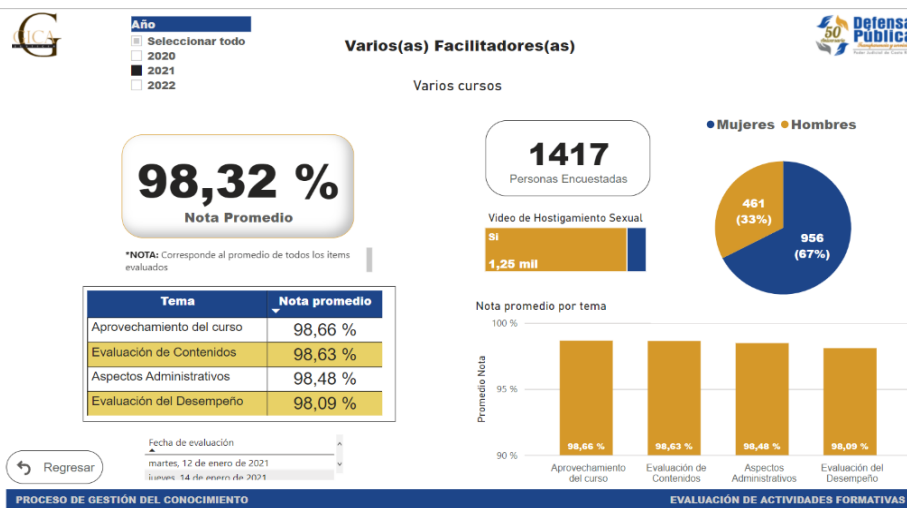 GICA
Año
Seleccionar todo
2020
2021
2022
Varios(as) Facilitadores(as)
Varios cursos
50
Defensa
Pública
98,32 %
Nota Promedio
*NOTA: Corresponde al promedio de todos los items
evaluados
1417
Personas Encuestadas
Video de Hostigamiento Sexual
Sí
1,25 mil
Mujeres Hombres
461
(33%)
956
(67%)
Tema Nota promedio
Aprovechamiento del curso 98,66 %
Evaluación de Contenidos 98,63 %
Aspectos Administrativos 98,48 %
Evaluación del Desempeño 98,09 %
Nota promedio por tema
Promedio Nota
100 %
95 %
90 %
98,66 % 98,63 % 98,48 % 98,09 %
Aprovechamiento Evaluación de Aspectos Evaluación del
del curso Contenidos Administrativos Desempeño
Fecha de evaluación
martes, 12 de enero de 2021
jueves, 14 de enero de 2021
Regresar
PROCESO DE GESTIÓN DEL CONOCIMIENTO
EVALUACIÓN DE ACTIVIDADES FORMATIVAS